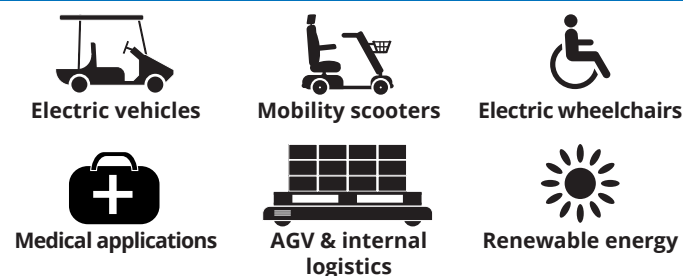 Electric vehicles
Mobility scooters
Electric wheelchairs
Medical applications
AGV & internal
logistics
Renewable energy